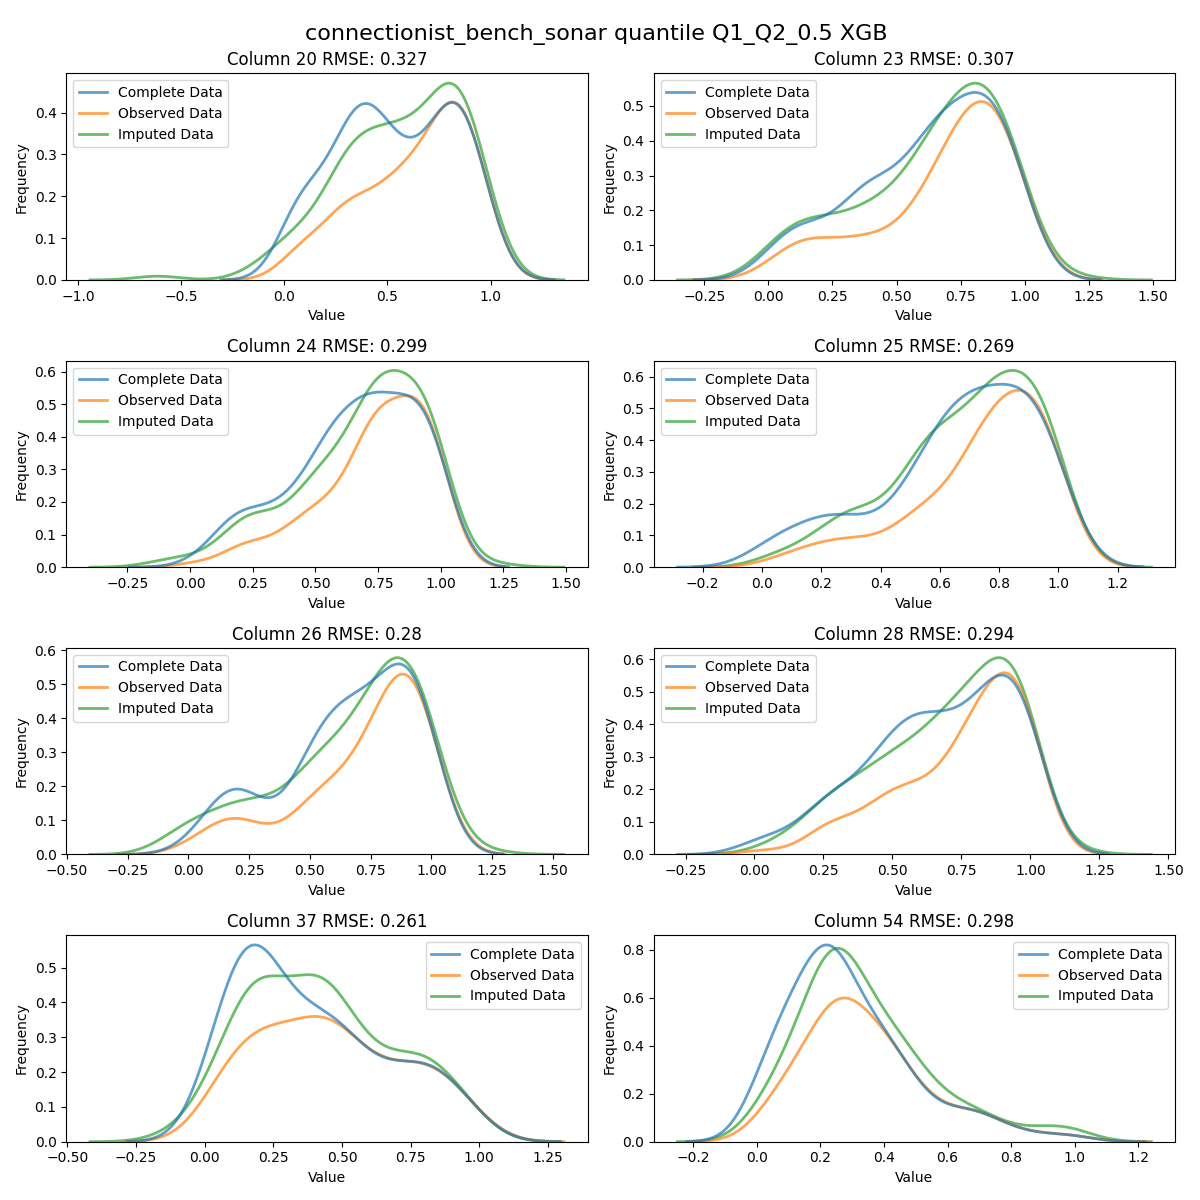 connectionist_bench_sonar quantile Q1_Q2_0.5 XGB
Column 20 RMSE: 0.327
Complete Data
Observed Data
Imputed Data
Frequency
0.4
0.3
0.2
0.1
0.0
−1.0 −0.5 0.0 0.5 1.0
Value
Column 23 RMSE: 0.307
Complete Data
Observed Data
Imputed Data
Frequency
0.5
0.4
0.3
0.2
0.1
0.0
−0.25 0.00 0.25 0.50 0.75 1.00 1.25 1.50
Value
Column 24 RMSE: 0.299
Complete Data
Observed Data
Imputed Data
Frequency
0.6
0.5
0.4
0.3
0.2
0.1
0.0
−0.25 0.00 0.25 0.50 0.75 1.00 1.25 1.50
Value
Column 25 RMSE: 0.269
Complete Data
Observed Data
Imputed Data
Frequency
0.6
0.5
0.4
0.3
0.2
0.1
0.0
−0.2 0.0 0.2 0.4 0.6 0.8 1.0 1.2
Value
Column 26 RMSE: 0.28
Complete Data
Observed Data
Imputed Data
Frequency
0.6
0.5
0.4
0.3
0.2
0.1
0.0
−0.50 −0.25 0.00 0.25 0.50 0.75 1.00 1.25 1.50
Value
Column 28 RMSE: 0.294
Complete Data
Observed Data
Imputed Data
Frequency
0.6
0.5
0.4
0.3
0.2
0.1
0.0
−0.25 0.00 0.25 0.50 0.75 1.00 1.25 1.50
Value
Column 37 RMSE: 0.261
Complete Data
Observed Data
Imputed Data
Frequency
0.5
0.4
0.3
0.2
0.1
0.0
−0.50 −0.25 0.00 0.25 0.50 0.75 1.00 1.25
Value
Column 54 RMSE: 0.298
Complete Data
Observed Data
Imputed Data
Frequency
0.8
0.6
0.4
0.2
0.0
−0.2 0.0 0.2 0.4 0.6 0.8 1.0 1.2
Value